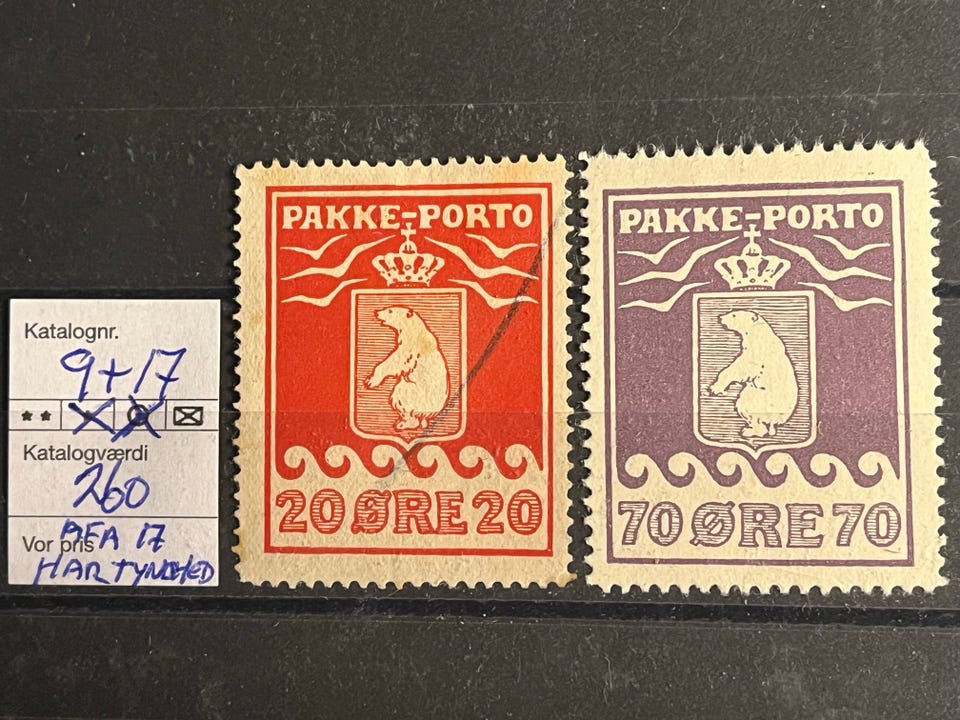 Katalognr.
9+17
**
Katalogværdi
260
Vor pris
AFA 17
HAR TYNDHED
PAKKE-PORTO
20 ØRE 20
PAKKE-PORTO
70 ØRE 70